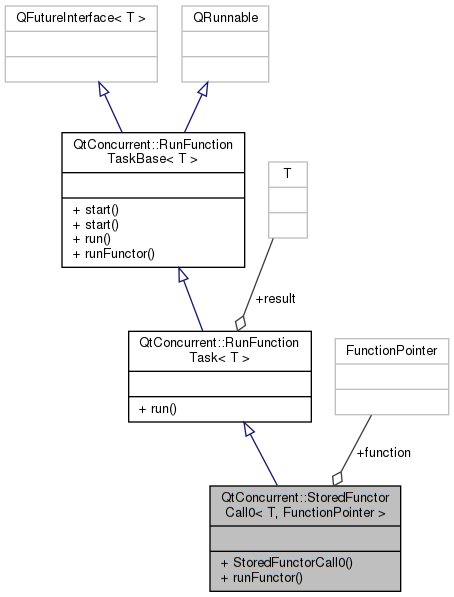 QFutureInterface< T >
QRunnable
QtConcurrent::RunFunction
TaskBase< T >
+ start()
+ start()
+ run()
+ runFunctor()
T
+result
QtConcurrent::RunFunction
Task< T >
+ run()
FunctionPointer
+function
QtConcurrent::StoredFunctor
Call0< T, FunctionPointer >
+ StoredFunctorCall0()
+ runFunctor()